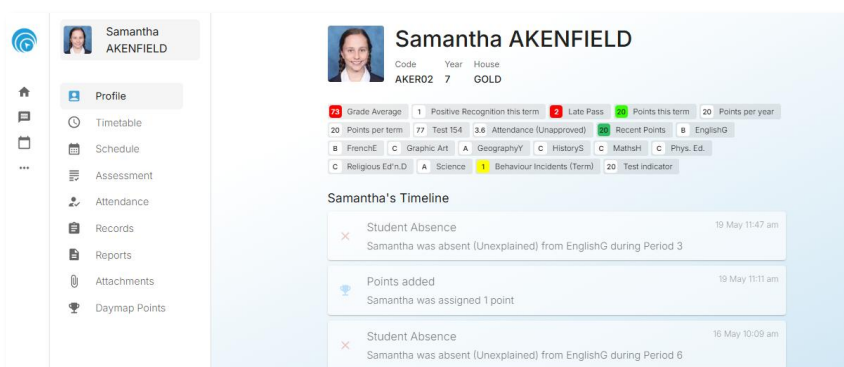 Samantha
AKENFIELD
Profile
Timetable
Schedule
Assessment
Attendance
Records
Reports
Attachments
Daymap Points
Samantha AKENFIELD
Code Year House
AKER02 7 GOLD
73 Grade Average 1 Positive Recognition this term 2 Late Pass 20 Points this term 20 Points per year
20 Points per term 77 Test 154 3.6 Attendance (Unapproved) 20 Recent Points B EnglishG
B FrenchE C Graphic Art A GeographyY C HistoryS C MathsH C Phys. Ed.
C Religious Ed'n.D A Science 1 Behaviour Incidents (Term) 20 Test indicator
Samantha's Timeline
Student Absence 19 May 11:47 am
Samantha was absent (Unexplained) from EnglishG during Period 3
Points added 19 May 11:11 am
Samantha was assigned 1 point
Student Absence 16 May 10:09 am
Samantha was absent (Unexplained) from EnglishG during Period 6